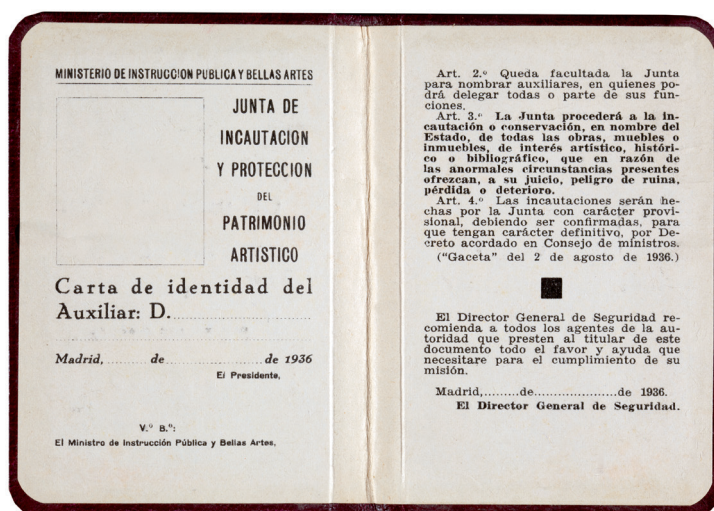 MINISTERIO DE INSTRUCCION PUBLICA Y BELLAS ARTES
JUNTA DE
INCAUTACION
Y PROTECCION
DEL
PATRIMONIO
ARTISTICO
Carta de identidad del
Auxiliar: D.
Madrid, de de 1936
El Presidente,
V.º B.º:
El Ministro de Instrucción Pública y Bellas Artes,
Art. 2.º Queda facultada la Junta
para nombrar auxiliares, en quienes po-
drá delegar todas o parte de sus fun-
ciones.
Art. 3.º La Junta procederá a la in-
cautación o conservación, en nombre del
Estado, de todas las obras, muebles o
inmuebles, de interés artístico, históri-
co o bibliográfico, que en razón de
las anormales circunstancias presentes
ofrezcan, a su juicio, peligro de ruina,
pérdida o deterioro.
Art. 4.º Las incautaciones serán he-
chas por la Junta con carácter provi-
sional, debiendo ser confirmadas, para
que tengan carácter definitivo, por De-
creto acordado en Consejo de ministros.
("Gaceta" del 2 de agosto de 1936.)
El Director General de Seguridad re-
comienda a todos los agentes de la au-
toridad que presten al titular de este
documento todo el favor y ayuda que
necesitare para el cumplimiento de su
misión.
Madrid,.........de.....................de 1936.
El Director General de Seguridad.